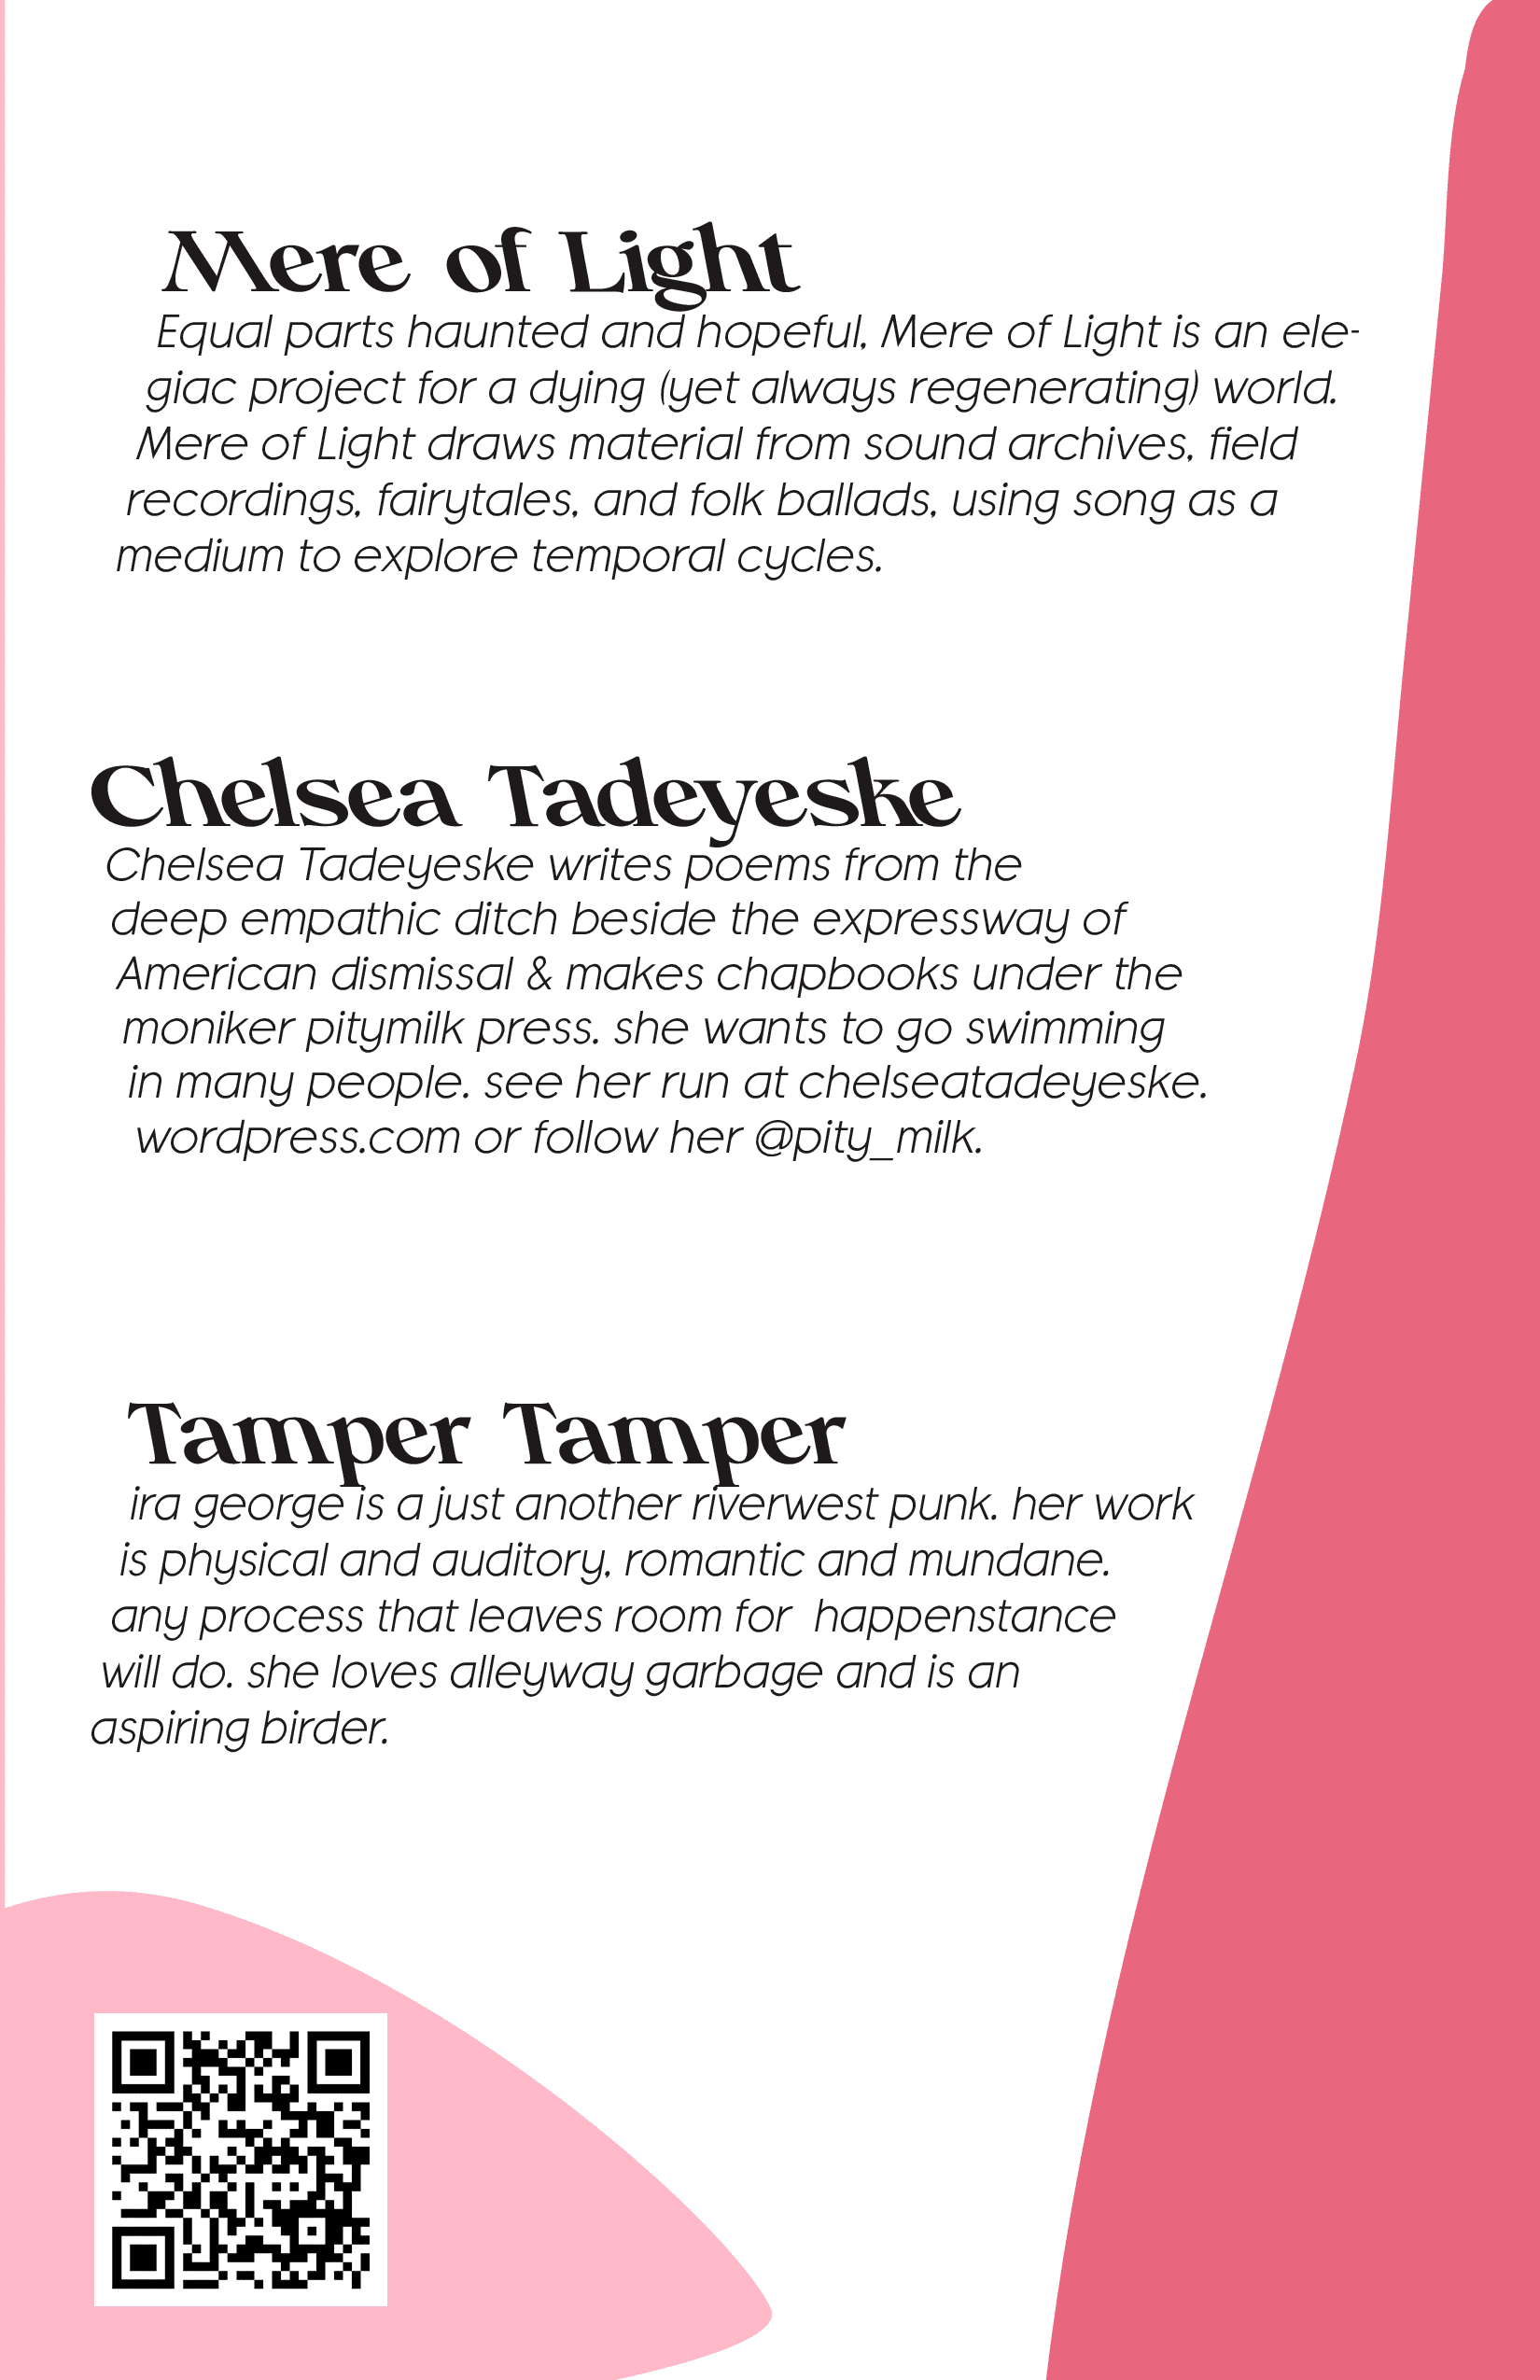 Mere of Light
Equal parts haunted and hopeful, Mere of Light is an ele-
giac project for a dying (yet always regenerating) world.
Mere of Light draws material from sound archives, field
recordings, fairytales, and folk ballads, using song as a
medium to explore temporal cycles.
Chelsea Tadeyeske
Chelsea Tadeyeske writes poems from the
deep empathic ditch beside the expressway of
American dismissal & makes chapbooks under the
moniker pitymilk press. she wants to go swimming
in many people. see her run at chelseatadeyeske.
wordpress.com or follow her @pity_milk.
Tamper Tamper
ira george is a just another riverwest punk. her work
is physical and auditory, romantic and mundane.
any process that leaves room for  happenstance
will do. she loves alleyway garbage and is an
aspiring birder.